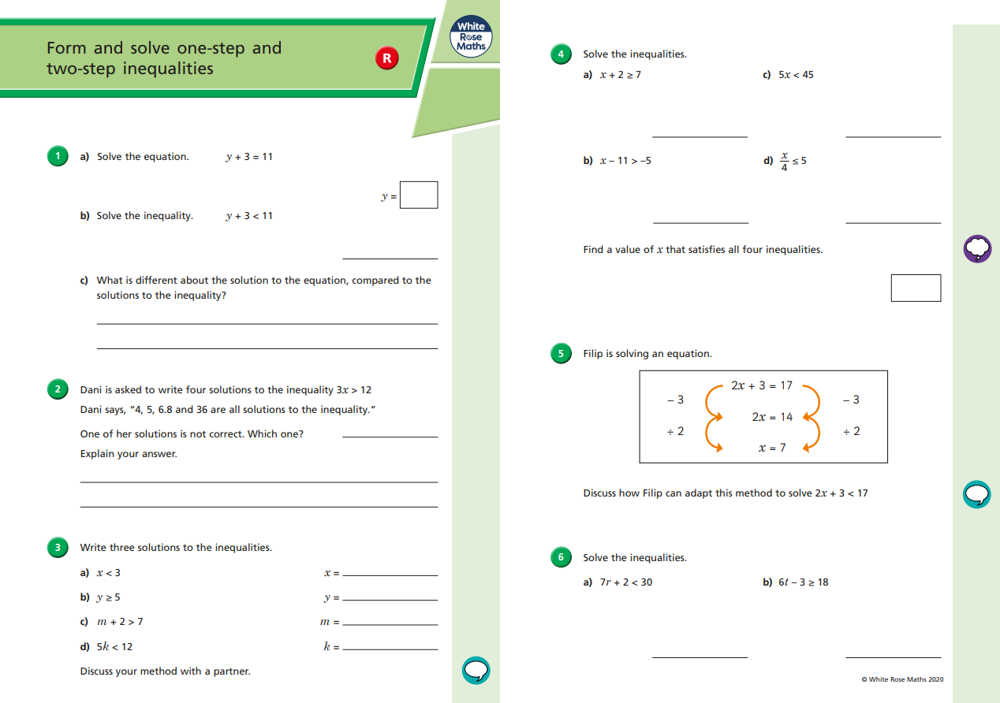 Form and solve one-step and
two-step inequalities
R
White
Rose
Maths
1
a) Solve the equation. y + 3 = 11
y =
b) Solve the inequality. y + 3 < 11
c) What is different about the solution to the equation, compared to the
solutions to the inequality?
2
Dani is asked to write four solutions to the inequality 3x > 12
Dani says, “4, 5, 6.8 and 36 are all solutions to the inequality.”
One of her solutions is not correct. Which one?
Explain your answer.
3
Write three solutions to the inequalities.
a) x < 3 x =
b) y ≥ 5 y =
c) m + 2 > 7 m =
d) 5k < 12 k =
Discuss your method with a partner.
4
Solve the inequalities.
a) x + 2 ≥ 7 c) 5x < 45
b) x – 11 > –5 d) x/4 ≤ 5
Find a value of x that satisfies all four inequalities.
5
Filip is solving an equation.
2x + 3 = 17
– 3 – 3
2x = 14
÷ 2 ÷ 2
x = 7
Discuss how Filip can adapt this method to solve 2x + 3 < 17
6
Solve the inequalities.
a) 7r + 2 < 30 b) 6t – 3 ≥ 18
© White Rose Maths 2020